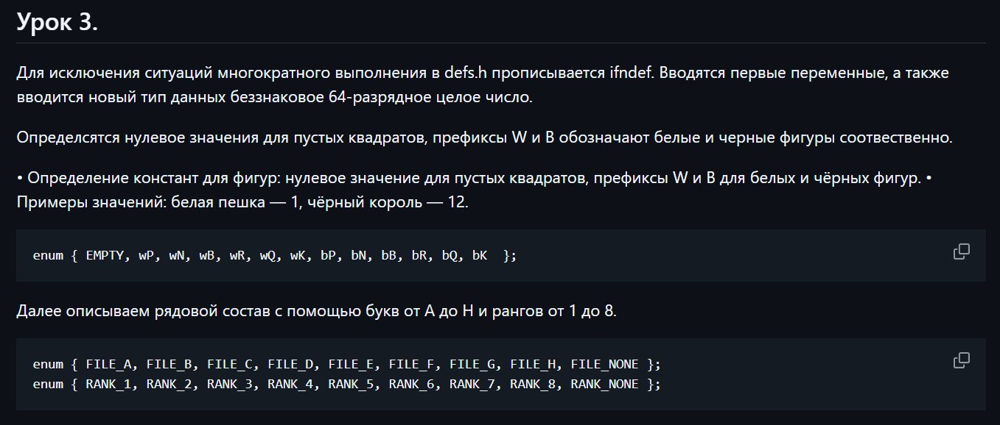 Урок 3.
Для исключения ситуаций многократного выполнения в defs.h прописывается ifndef. Вводятся первые переменные, а также
вводится новый тип данных беззнаковое 64-разрядное целое число.
Определсятся нулевое значения для пустых квадратов, префиксы W и B обозначают белые и черные фигуры соотвественно.
• Определение констант для фигур: нулевое значение для пустых квадратов, префиксы W и B для белых и чёрных фигур. •
Примеры значений: белая пешка — 1, чёрный король — 12.
enum { EMPTY, wP, wN, wB, wR, wQ, wK, bP, bN, bB, bR, bQ, bK  };
Далее описываем рядовой состав с помощью букв от A до H и рангов от 1 до 8.
enum { FILE_A, FILE_B, FILE_C, FILE_D, FILE_E, FILE_F, FILE_G, FILE_H, FILE_NONE };
enum { RANK_1, RANK_2, RANK_3, RANK_4, RANK_5, RANK_6, RANK_7, RANK_8, RANK_NONE };